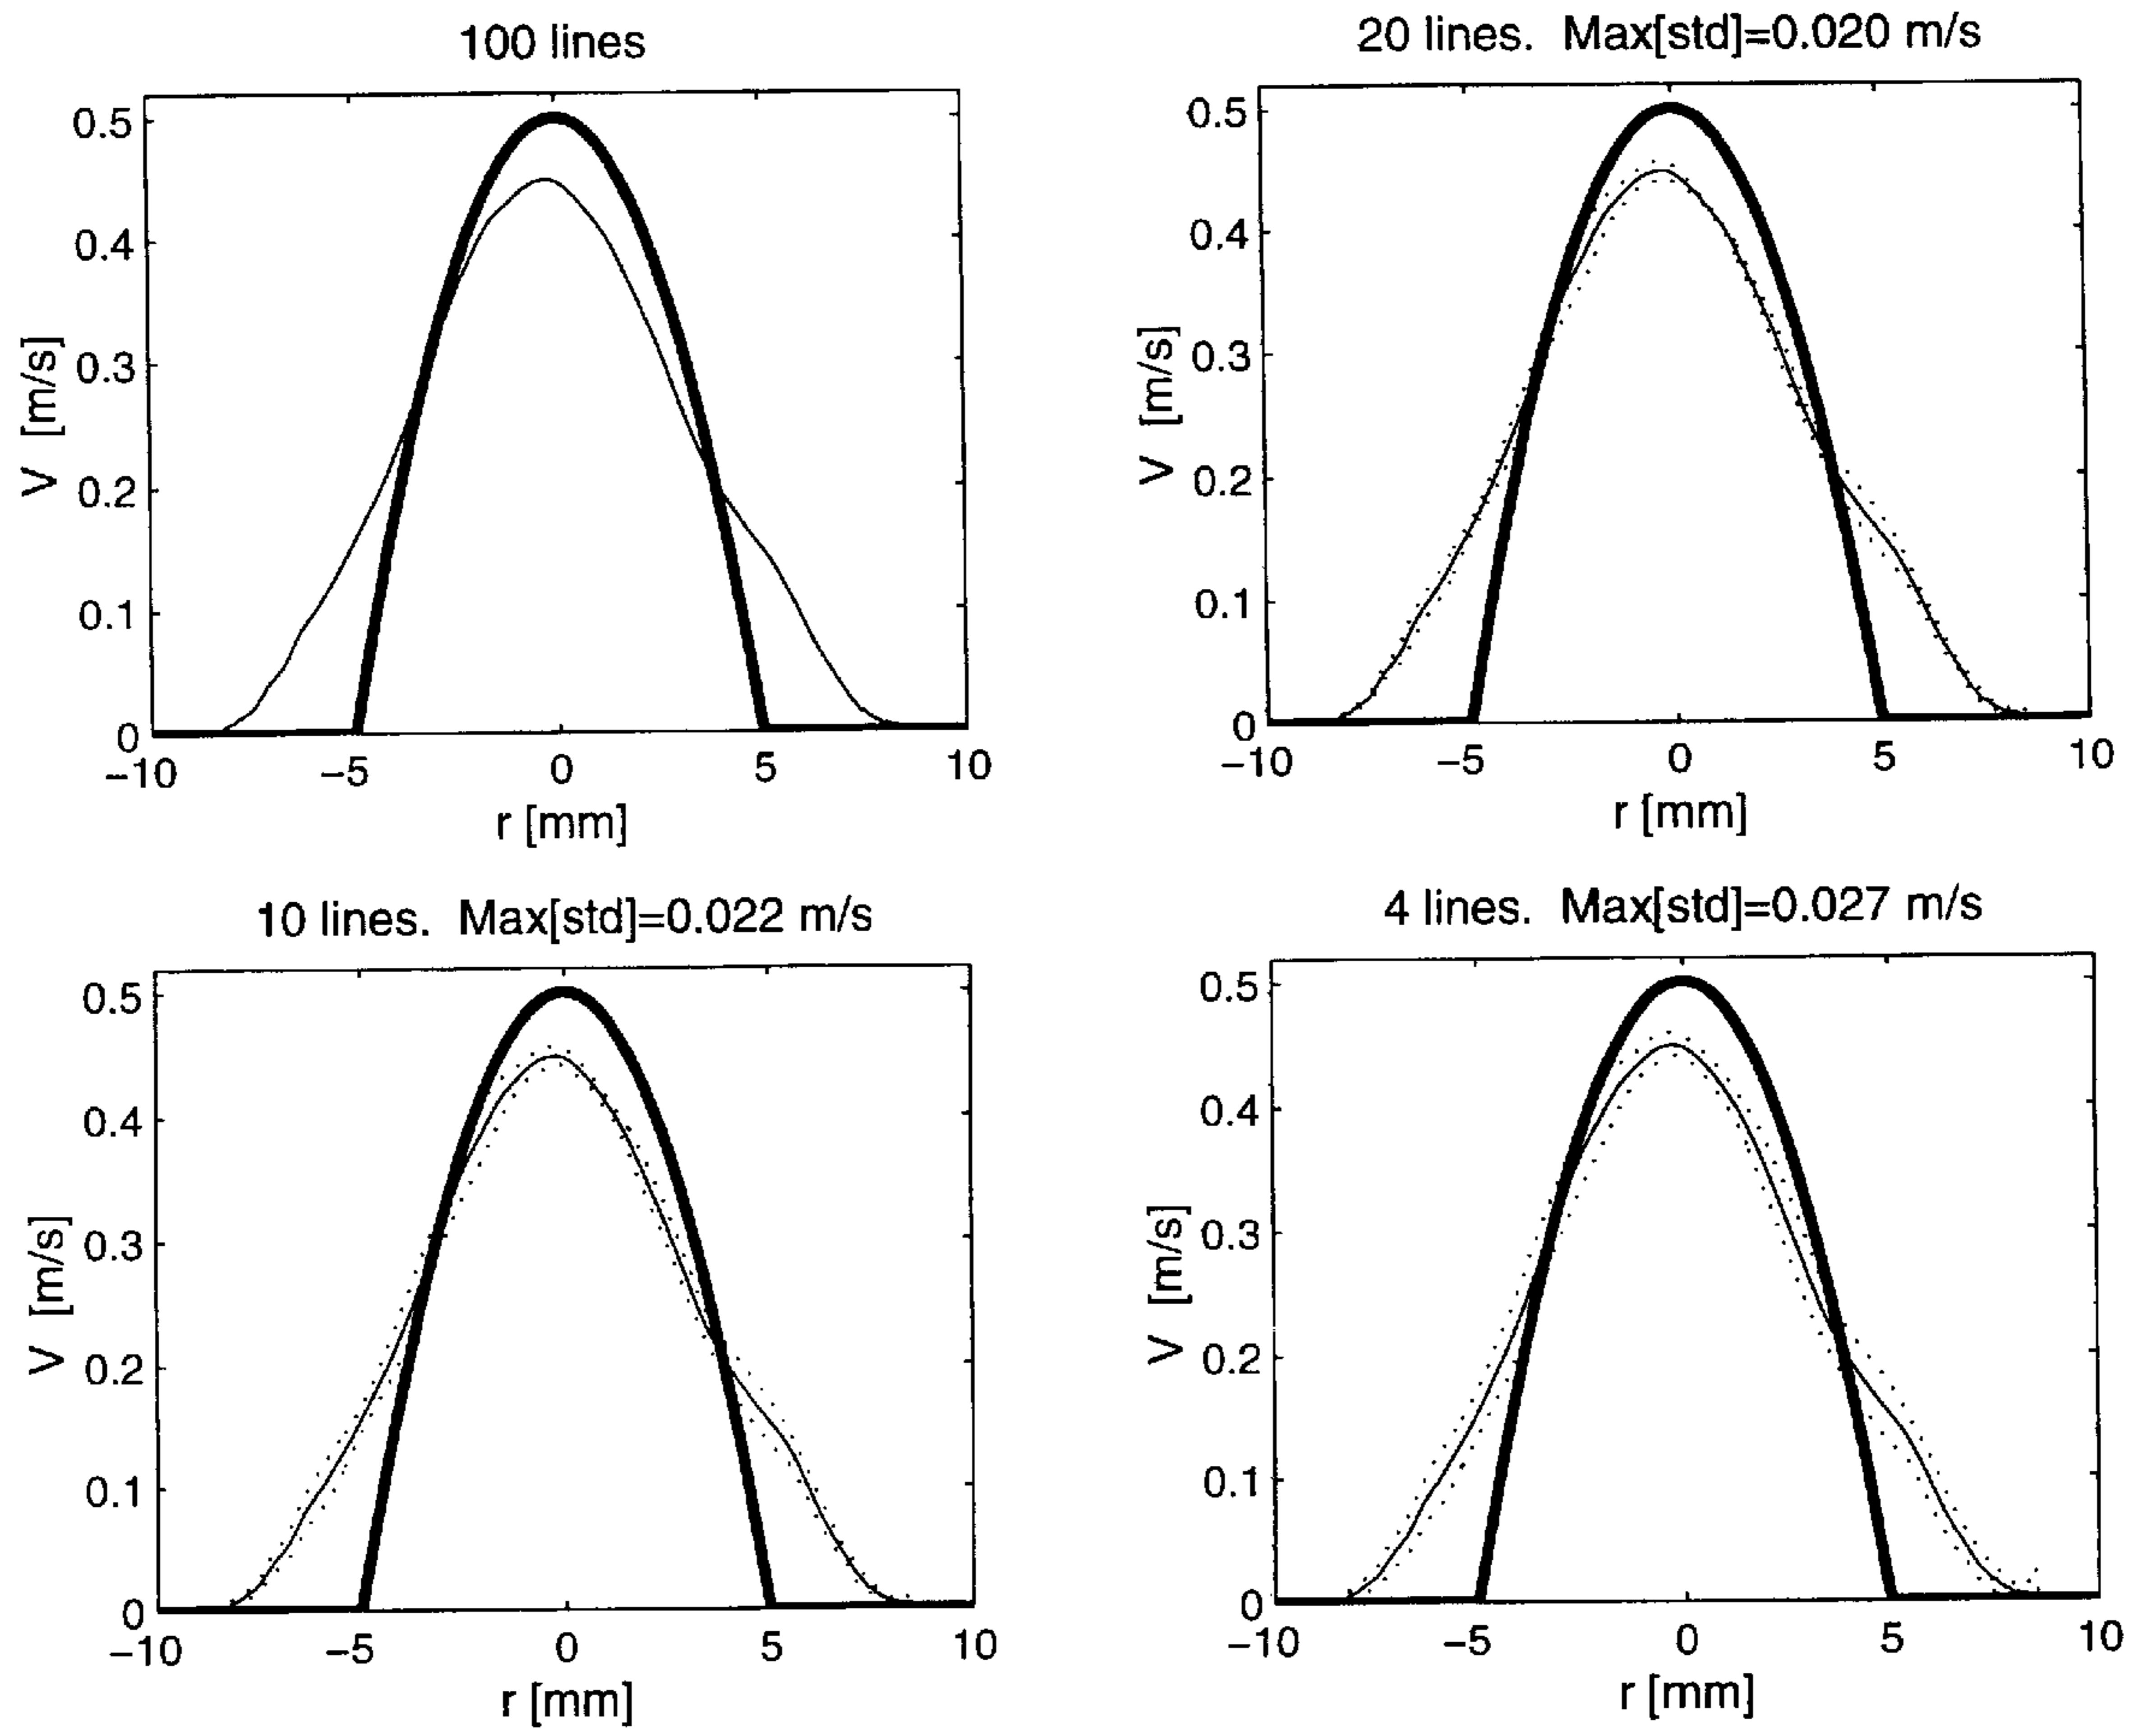 100 lines
0.5
0.4
0.3
0.2
0.1
0
V [m/s]
−10 −5 0 5 10
r [mm]
20 lines. Max[std]=0.020 m/s
0.5
0.4
0.3
0.2
0.1
0
V [m/s]
−10 −5 0 5 10
r [mm]
10 lines. Max[std]=0.022 m/s
0.5
0.4
0.3
0.2
0.1
0
V [m/s]
−10 −5 0 5 10
r [mm]
4 lines. Max[std]=0.027 m/s
0.5
0.4
0.3
0.2
0.1
0
V [m/s]
−10 −5 0 5 10
r [mm]